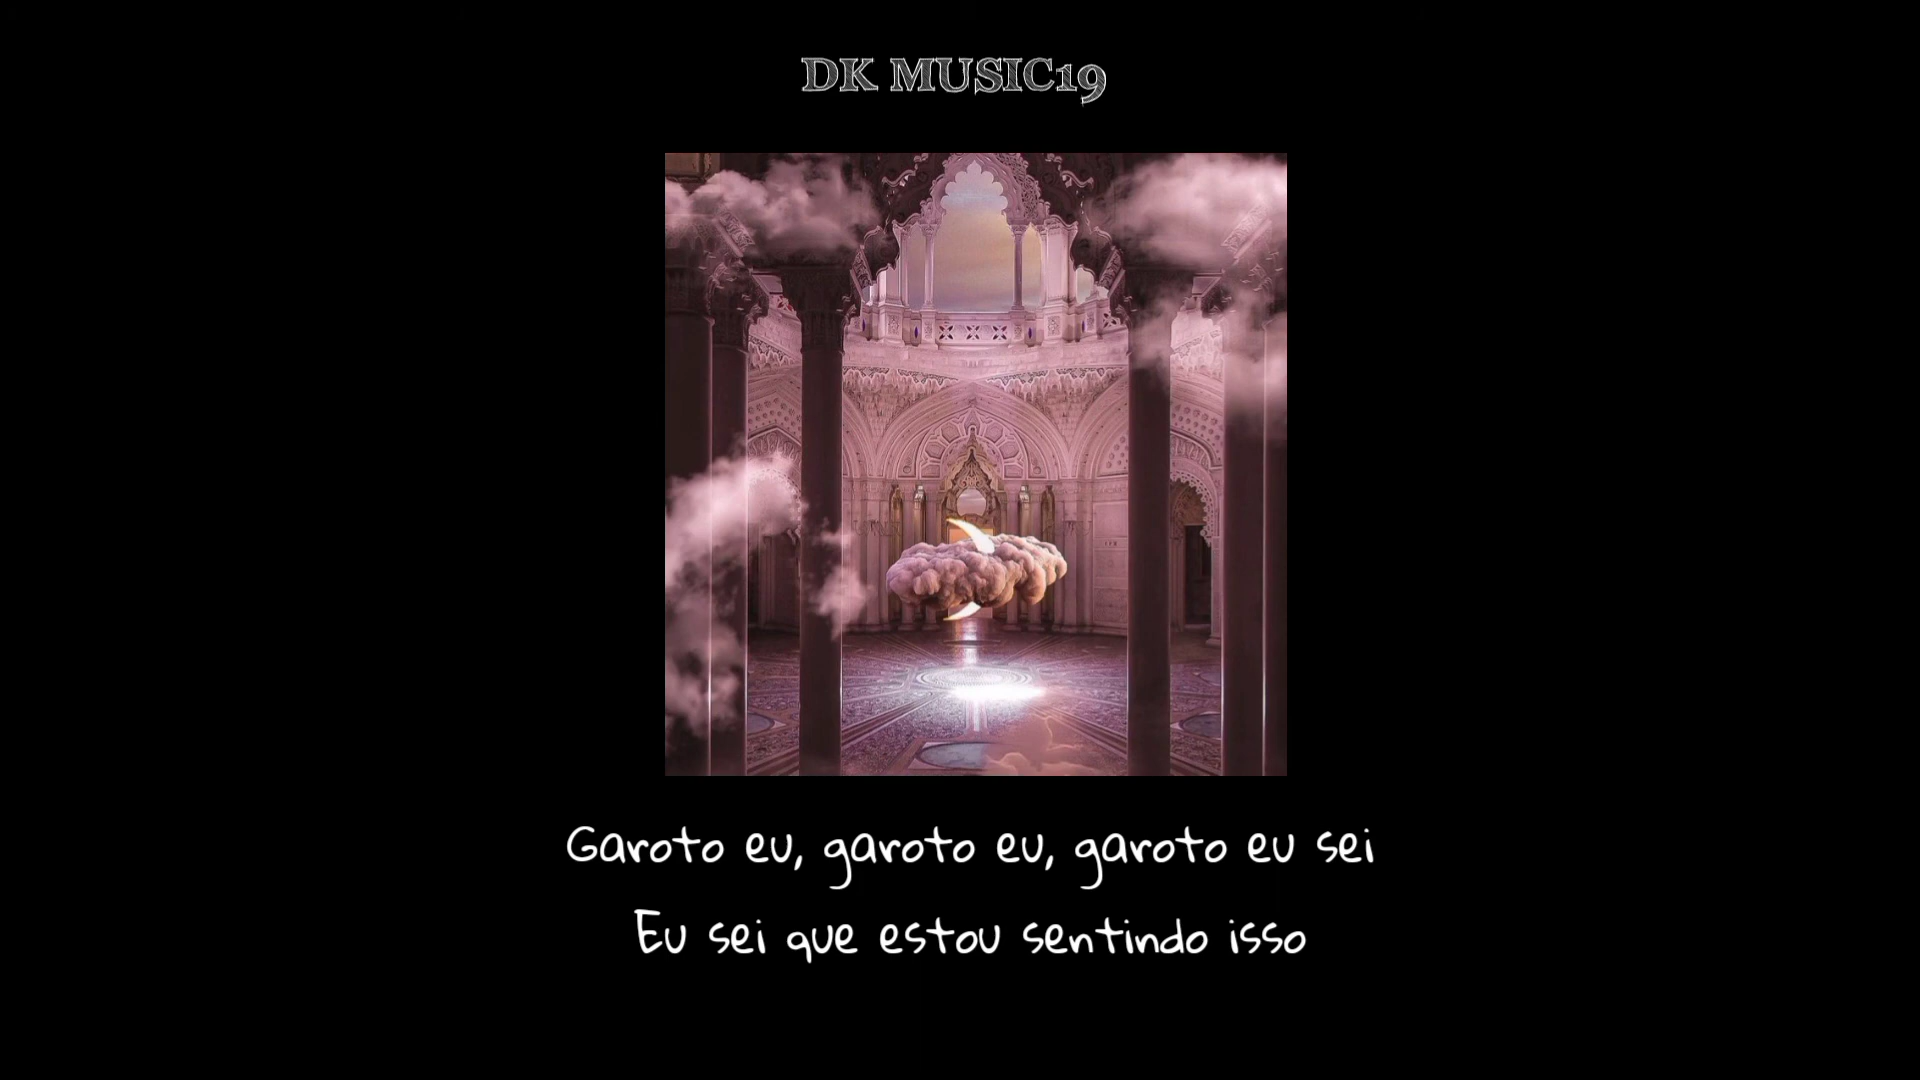 DK MUSIC19
Garoto eu, garoto eu, garoto eu sei
Eu sei que estou sentindo isso